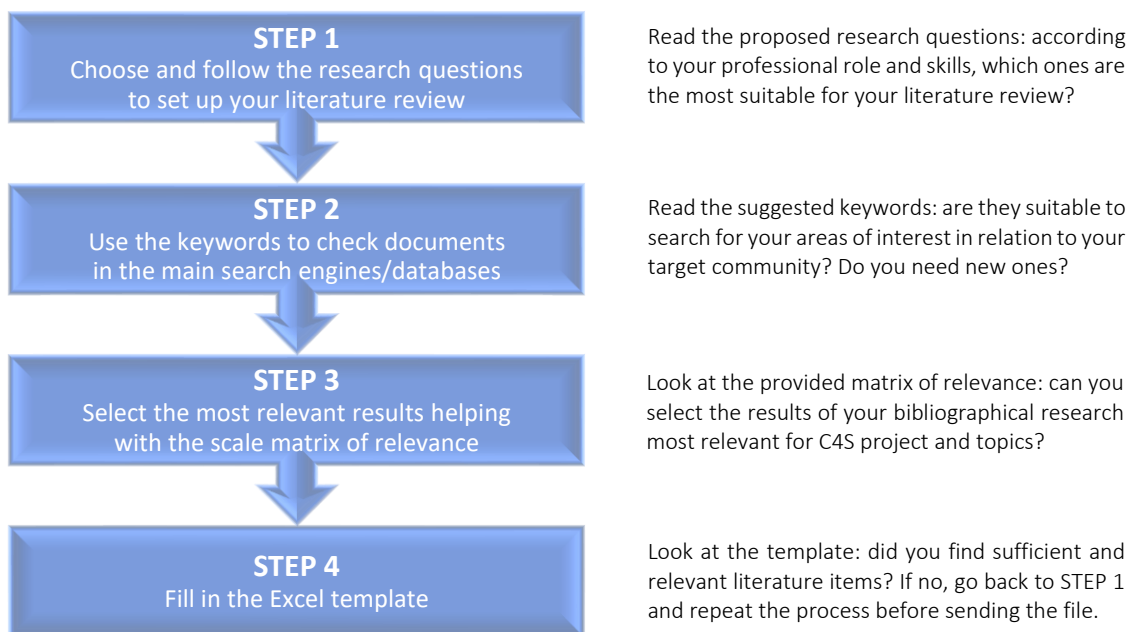 STEP 1
Choose and follow the research questions
to set up your literature review
Read the proposed research questions: according
to your professional role and skills, which ones are
the most suitable for your literature review?
STEP 2
Use the keywords to check documents
in the main search engines/databases
Read the suggested keywords: are they suitable to
search for your areas of interest in relation to your
target community? Do you need new ones?
STEP 3
Select the most relevant results helping
with the scale matrix of relevance
Look at the provided matrix of relevance: can you
select the results of your bibliographical research
most relevant for C4S project and topics?
STEP 4
Fill in the Excel template
Look at the template: did you find sufficient and
relevant literature items? If no, go back to STEP 1
and repeat the process before sending the file.